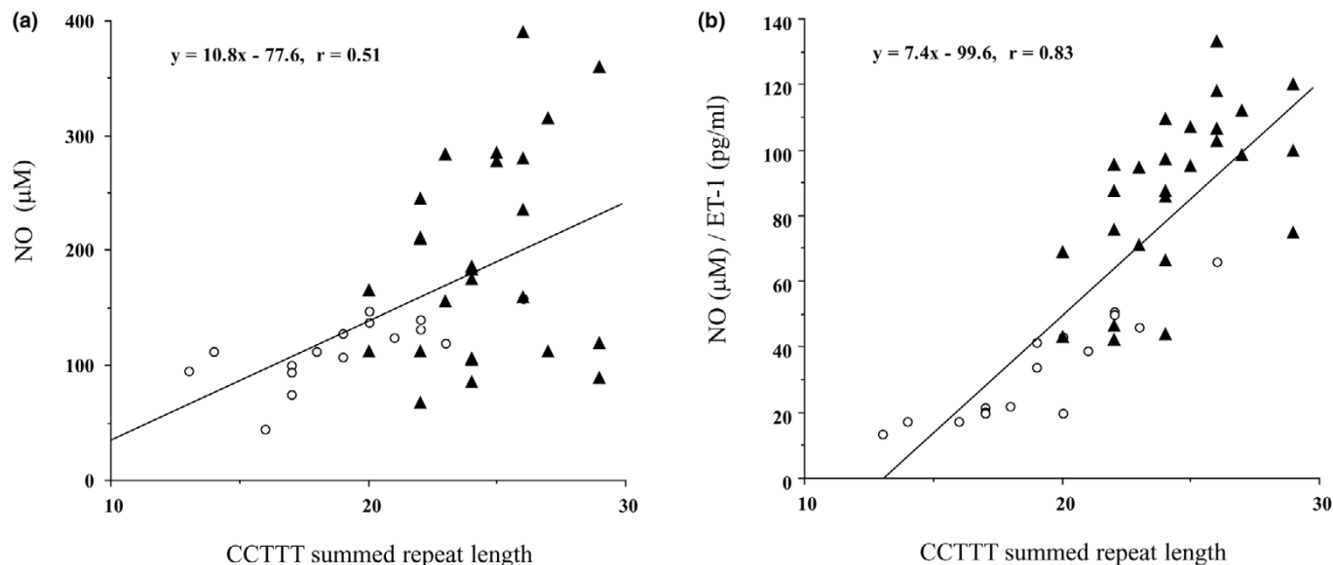 (a)
y = 10.8x - 77.6, r = 0.51
400
300
200
100
0
NO (μM)
10
20
30
CCTTT summed repeat length
(b)
y = 7.4x - 99.6, r = 0.83
140
120
100
80
60
40
20
0
NO (μM) / ET-1 (pg/ml)
10
20
30
CCTTT summed repeat length